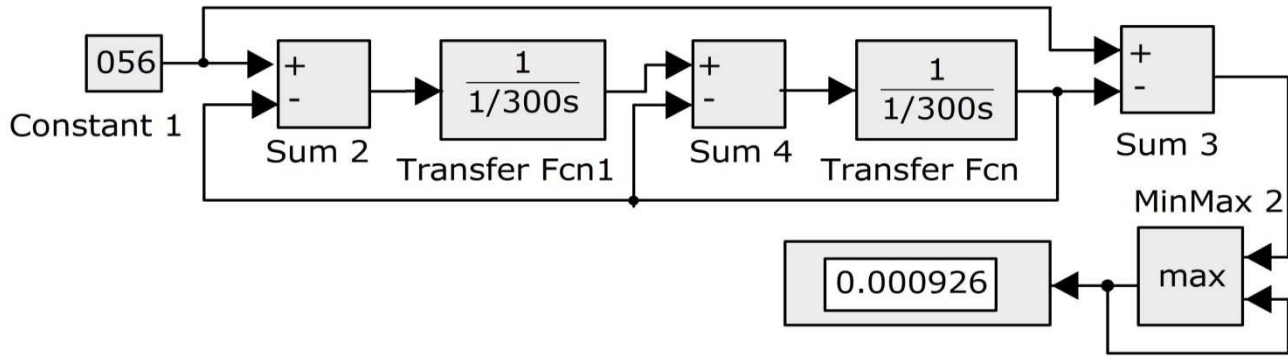 056
Constant 1
+
-
Sum 2
1
1/300s
Transfer Fcn1
+
-
Sum 4
1
1/300s
Transfer Fcn
+
-
Sum 3
MinMax 2
max
0.000926